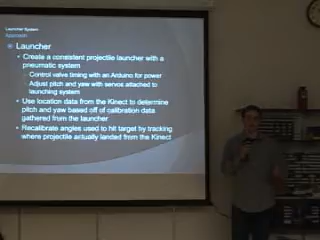 Launcher System
Approach
Launcher
Create a consistent projectile launcher with a
pneumatic system
Control valve timing with an Arduino for power
Adjust pitch and yaw with servos attached to
launching system
Use location data from the Kinect to determine
pitch and yaw based off of calibration data
gathered from the launcher
Recalibrate angles used to hit target by tracking
where projectile actually landed from the Kinect